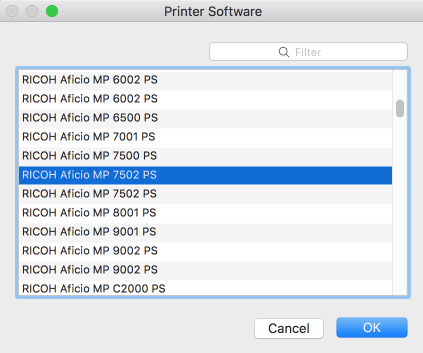 Printer Software
Filter
RICOH Aficio MP 6002 PS
RICOH Aficio MP 6002 PS
RICOH Aficio MP 6500 PS
RICOH Aficio MP 7001 PS
RICOH Aficio MP 7500 PS
RICOH Aficio MP 7502 PS
RICOH Aficio MP 7502 PS
RICOH Aficio MP 8001 PS
RICOH Aficio MP 9001 PS
RICOH Aficio MP 9002 PS
RICOH Aficio MP 9002 PS
RICOH Aficio MP C2000 PS
Cancel OK